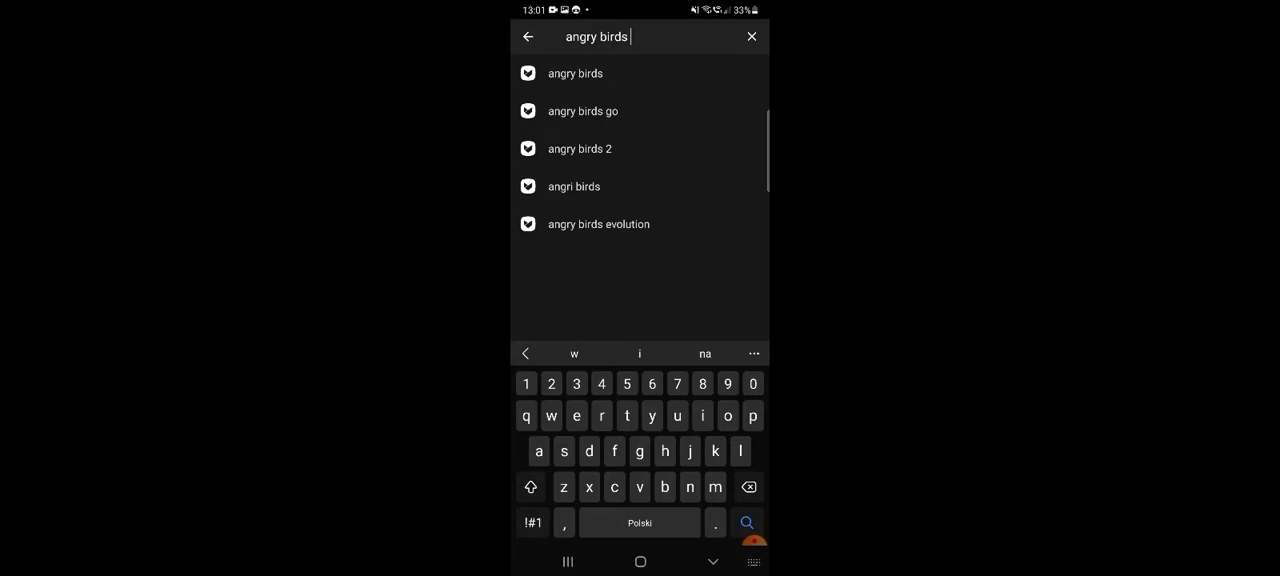 13:01 33%
angry birds
angry birds
angry birds go
angry birds 2
angri birds
angry birds evolution
w i na
1 2 3 4 5 6 7 8 9 0
q w e r t y u i o p
a s d f g h j k l
z x c v b n m
!#1 , Polski .